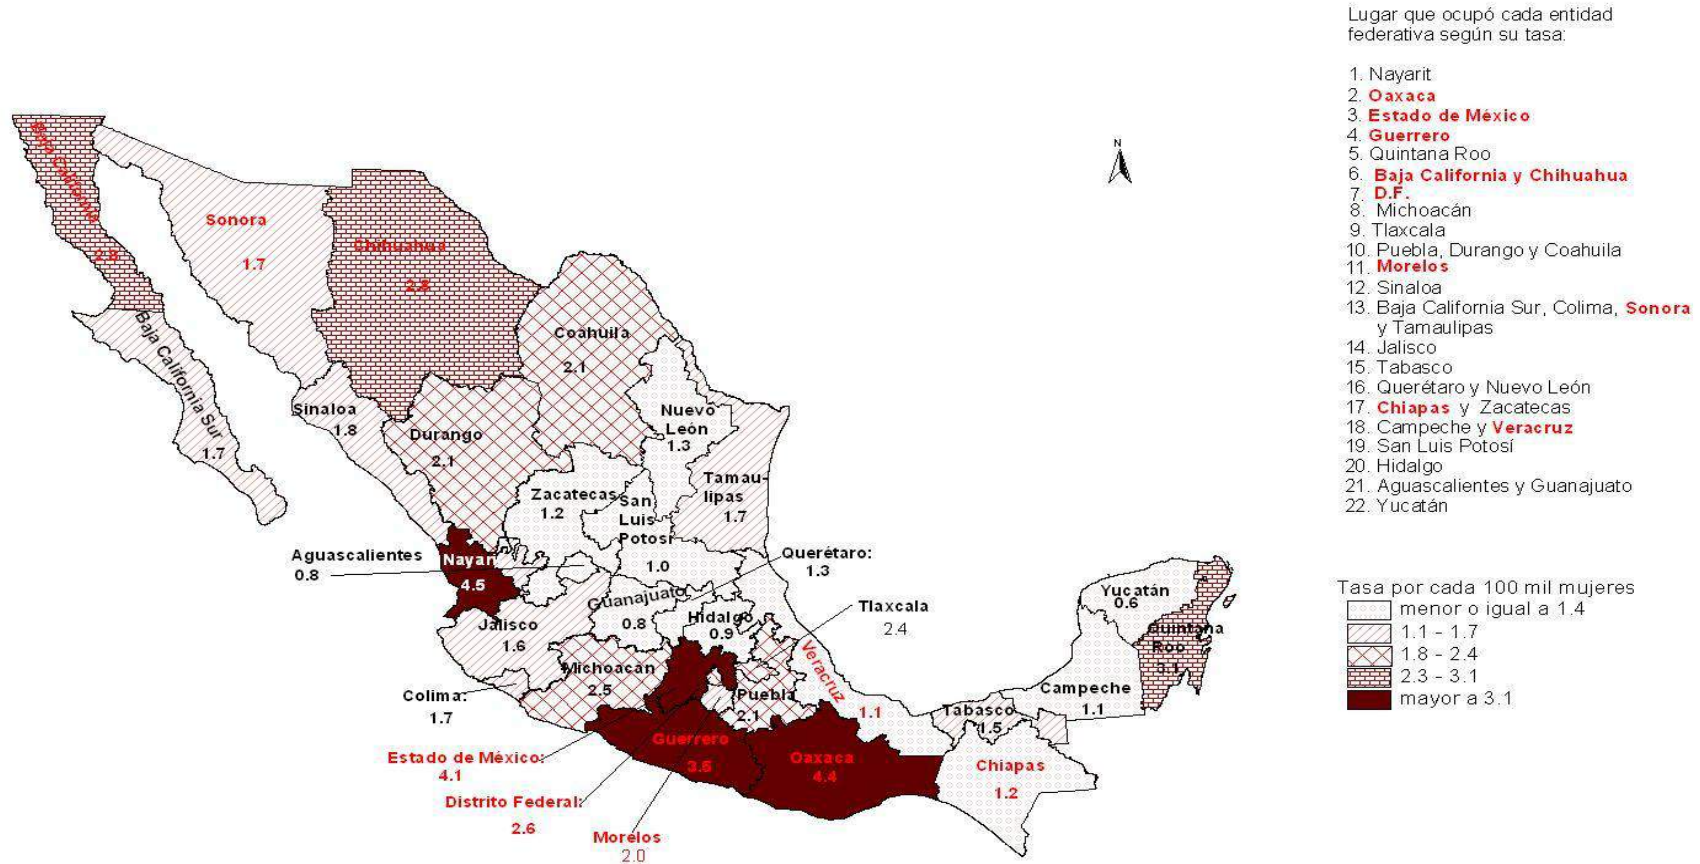 Lugar que ocupó cada entidad
federativa según su tasa:
1. Nayarit
2. Oaxaca
3. Estado de México
4. Guerrero
5. Quintana Roo
6. Baja California y Chihuahua
7. D.F.
8. Michoacán
9. Tlaxcala
10. Puebla, Durango y Coahuila
11. Morelos
12. Sinaloa
13. Baja California Sur, Colima, Sonora
y Tamaulipas
14. Jalisco
15. Tabasco
16. Querétaro y Nuevo León
17. Chiapas y Zacatecas
18. Campeche y Veracruz
19. San Luis Potosí
20. Hidalgo
21. Aguascalientes y Guanajuato
22. Yucatán
N
Baja California
2.8
Sonora
1.7
Chihuahua
2.8
Coahuila
2.1
Baja California Sur
1.7
Sinaloa
1.8
Durango
2.1
Nuevo
León
1.3
Tamau-
lipas
1.7
Zacatecas
1.2
San
Luis
Potosí
1.0
Aguascalientes
0.8
Nayari
4.5
Querétaro:
1.3
Guanajuato
0.8
Hidalgo
0.9
Tlaxcala
2.4
Jalisco
1.6
Michoacán
2.5
Colima:
1.7
Puebla
2.1
Veracruz
1.1
Yucatán
0.6
Quintana
Roo
3.1
Campeche
1.1
Tabasco
1.5
Chiapas
1.2
Guerrero
Oaxaca
4.4
Estado de México:
4.1
Distrito Federal:
2.6
Morelos
2.0
Tasa por cada 100 mil mujeres
menor o igual a 1.4
1.1 - 1.7
1.8 - 2.4
2.3 - 3.1
mayor a 3.1